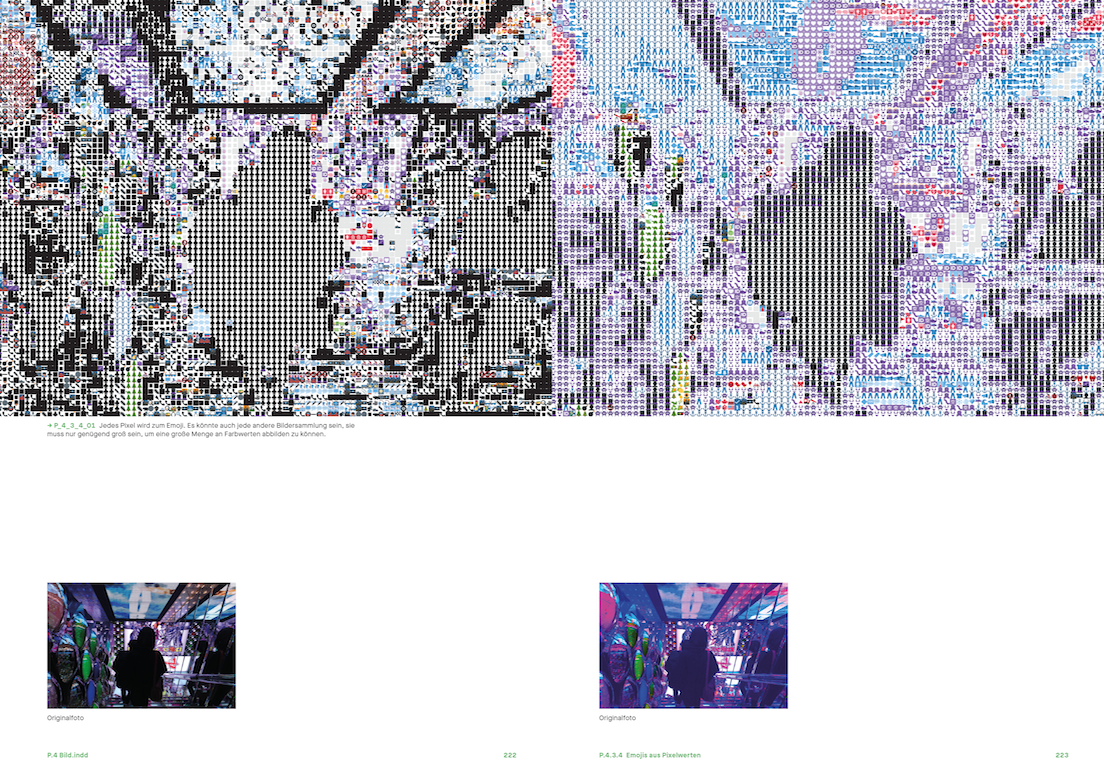 → P_4_3_4_01 Jedes Pixel wird zum Emoji. Es könnte auch jede andere Bildersammlung sein, sie
muss nur genügend groß sein, um eine große Menge an Farbwerten abbilden zu können.
Originalfoto
Originalfoto
P.4 Bild.indd
222
P.4.3.4 Emojis aus Pixelwerten
223